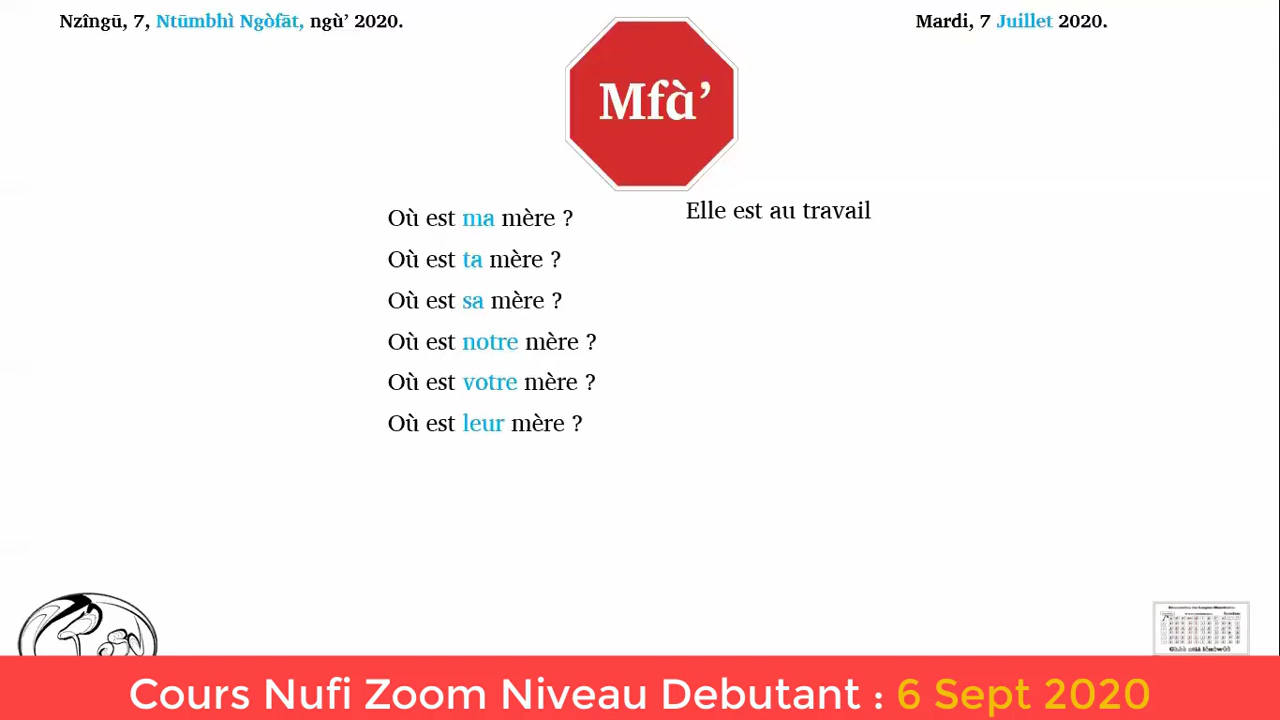 Nzîngū, 7, Ntūmbhì Ngòfāt, ngù’ 2020.
Mardi, 7 Juillet 2020.
Mfà’
Où est ma mère ?
Elle est au travail
Où est ta mère ?
Où est sa mère ?
Où est notre mère ?
Où est votre mère ?
Où est leur mère ?
Cours Nufi Zoom Niveau Debutant : 6 Sept 2020